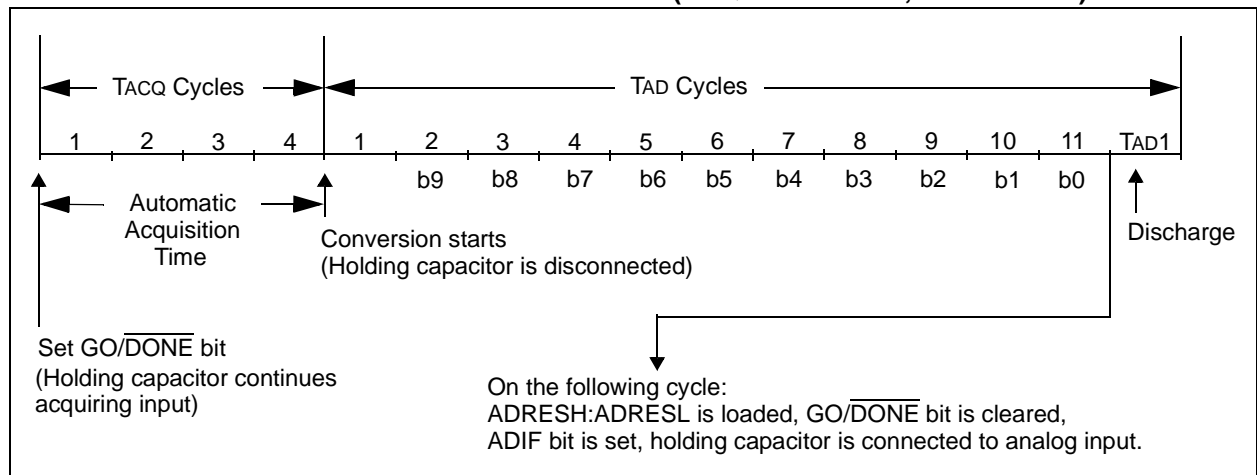 TACQ Cycles
TAD Cycles
1 2 3 4 1 2 3 4 5 6 7 8 9 10 11 TAD1
b9 b8 b7 b6 b5 b4 b3 b2 b1 b0
Automatic
Acquisition
Time
Conversion starts
(Holding capacitor is disconnected)
Discharge
Set GO/DONE bit
(Holding capacitor continues
acquiring input)
On the following cycle:
ADRESH:ADRESL is loaded, GO/DONE bit is cleared,
ADIF bit is set, holding capacitor is connected to analog input.